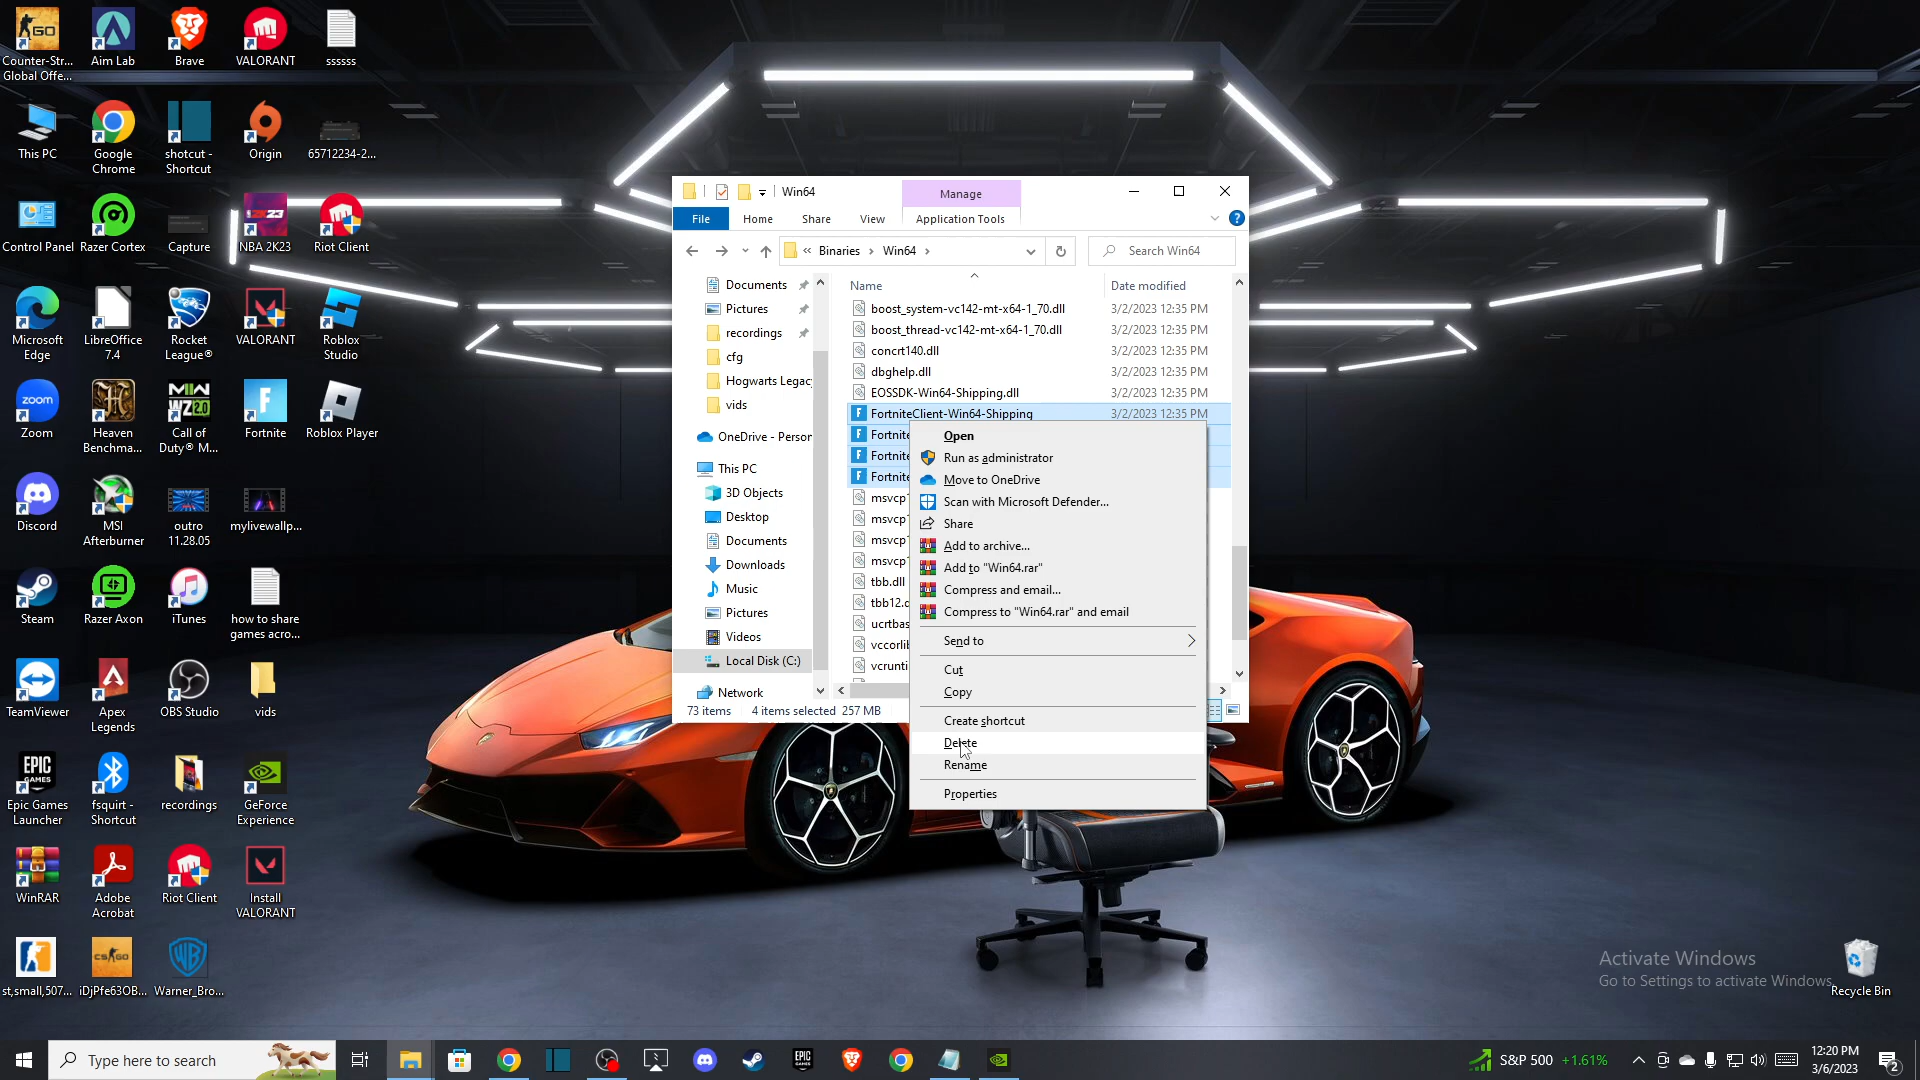 Counter-Str...
Global Offe...
Aim Lab
Brave
VALORANT
ssssss
This PC
Google
Chrome
shotcut -
Shortcut
Origin
65712234-2...
Control Panel
Razer Cortex
Capture
NBA 2K23
Riot Client
Microsoft
Edge
LibreOffice
7.4
Rocket
League®
VALORANT
Roblox
Studio
Zoom
Heaven
Benchma...
Call of
Duty® M...
Fortnite
Roblox Player
Discord
MSI
Afterburner
outro
11.28.05
mylivewallp...
Steam
Razer Axon
iTunes
how to share
games acro...
TeamViewer
Apex
Legends
OBS Studio
vids
Epic Games
Launcher
fsquirt -
Shortcut
recordings
GeForce
Experience
WinRAR
Adobe
Acrobat
Riot Client
Install
VALORANT
st,small,507...
iDjPfe63OB...
Warner_Bro...
Win64
Manage
File
Home
Share
View
Application Tools
« Binaries › Win64 ›
Search Win64
Documents
Pictures
recordings
cfg
Hogwarts Legac
vids
OneDrive - Person
This PC
3D Objects
Desktop
Documents
Downloads
Music
Pictures
Videos
Local Disk (C:)
Network
Name
Date modified
boost_system-vc142-mt-x64-1_70.dll 3/2/2023 12:35 PM
boost_thread-vc142-mt-x64-1_70.dll 3/2/2023 12:35 PM
concrt140.dll 3/2/2023 12:35 PM
dbghelp.dll 3/2/2023 12:35 PM
EOSSDK-Win64-Shipping.dll 3/2/2023 12:35 PM
FortniteClient-Win64-Shipping 3/2/2023 12:35 PM
Fortnite
Fortnite
Fortnite
msvcp
msvcp
msvcp
msvcp
tbb.dll
tbb12.d
ucrtbas
vccorlib
vcrunti
Open
Run as administrator
Move to OneDrive
Scan with Microsoft Defender...
Share
Add to archive...
Add to "Win64.rar"
Compress and email...
Compress to "Win64.rar" and email
Send to
Cut
Copy
Create shortcut
Delete
Rename
Properties
73 items 4 items selected 257 MB
Activate Windows
Go to Settings to activate Windows.
Recycle Bin
Type here to search
S&P 500 +1.61%
12:20 PM
3/6/2023
2